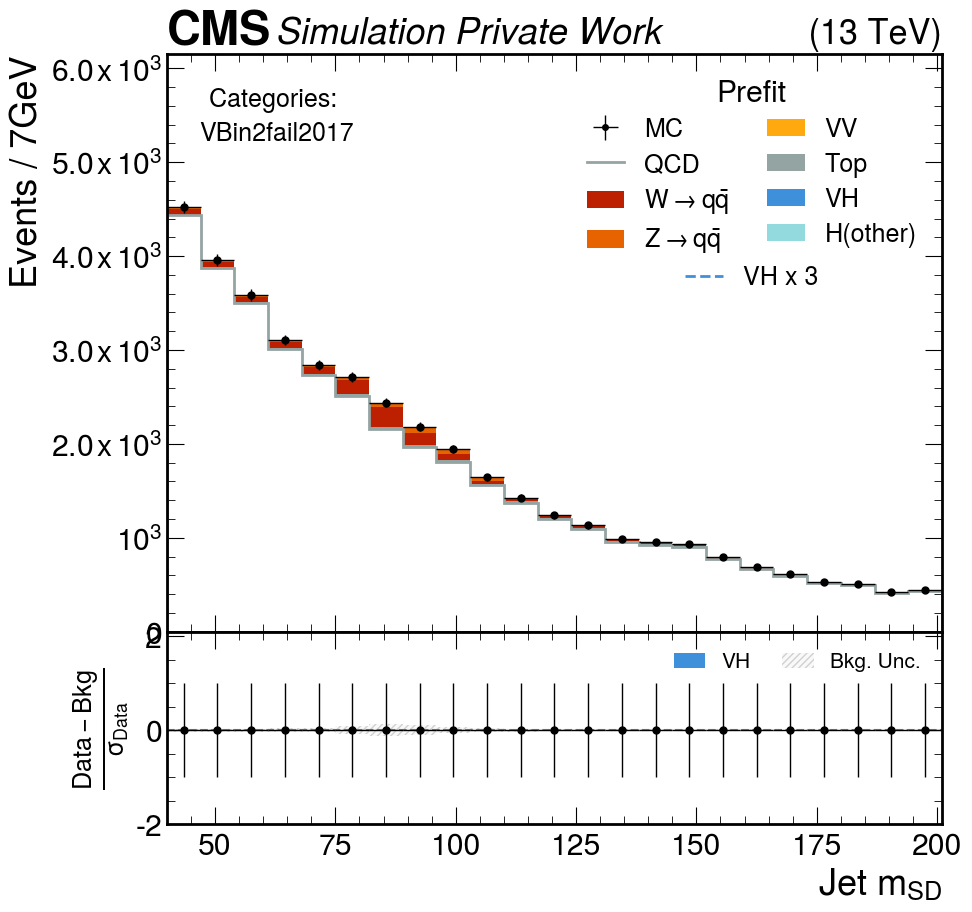 CMS Simulation Private Work (13 TeV)
Events / 7GeV
6.0 x 10³
5.0 x 10³
4.0 x 10³
3.0 x 10³
2.0 x 10³
10³
0
Categories:
VBin2fail2017
Prefit
MC
QCD
W → qq̄
Z → qq̄
VV
Top
VH
H(other)
VH x 3
Data − Bkg
σData
2
0
-2
VH
Bkg. Unc.
50 75 100 125 150 175 200
Jet mSD